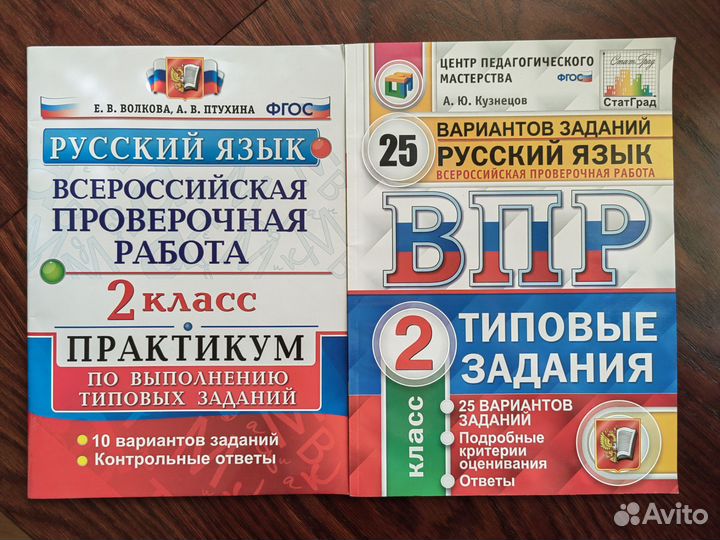 Е. В. ВОЛКОВА, А. В. ПТУХИНА
ФГОС
РУССКИЙ ЯЗЫК
ВСЕРОССИЙСКАЯ
ПРОВЕРОЧНАЯ
РАБОТА
2 КЛАСС
ПРАКТИКУМ
ПО ВЫПОЛНЕНИЮ
ТИПОВЫХ ЗАДАНИЙ
10 вариантов заданий
Контрольные ответы
ЦЕНТР ПЕДАГОГИЧЕСКОГО
МАСТЕРСТВА
ФГОС
А. Ю. Кузнецов
СтатГрад
СтатГрад
25
ВАРИАНТОВ ЗАДАНИЙ
РУССКИЙ ЯЗЫК
ВСЕРОССИЙСКАЯ ПРОВЕРОЧНАЯ РАБОТА
ВПР
2
КЛАСС
ТИПОВЫЕ
ЗАДАНИЯ
25 ВАРИАНТОВ
ЗАДАНИЙ
Подробные
критерии
оценивания
Ответы
Avito